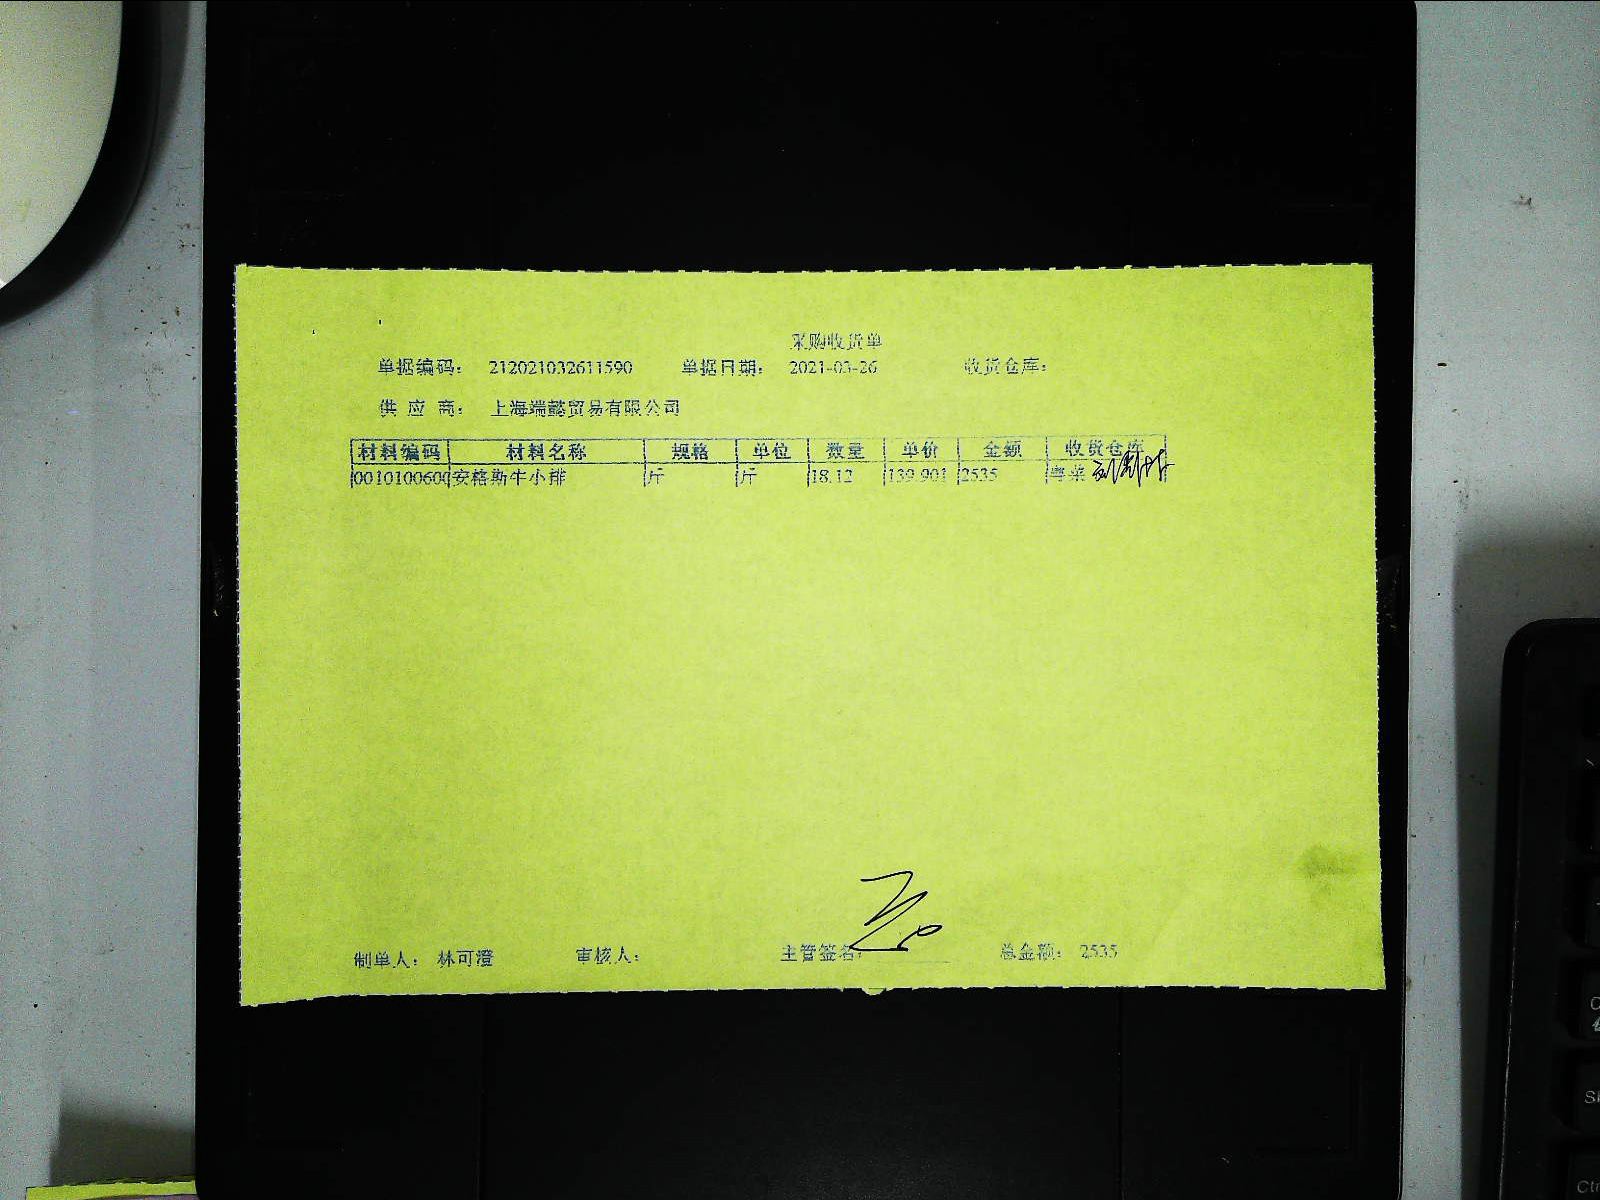 采购收货单
单据编码： 212021032611590 单据日期： 2021-03-26 收货仓库：
供 应 商： 上海端懿贸易有限公司
材料编码 材料名称 规格 单位 数量 单价 金额 收货仓库
0010100600 安格斯牛小排 斤 斤 18.12 139.901 2535 粤菜
制单人： 林可澄 审核人： 主管签名： 总金额： 2535